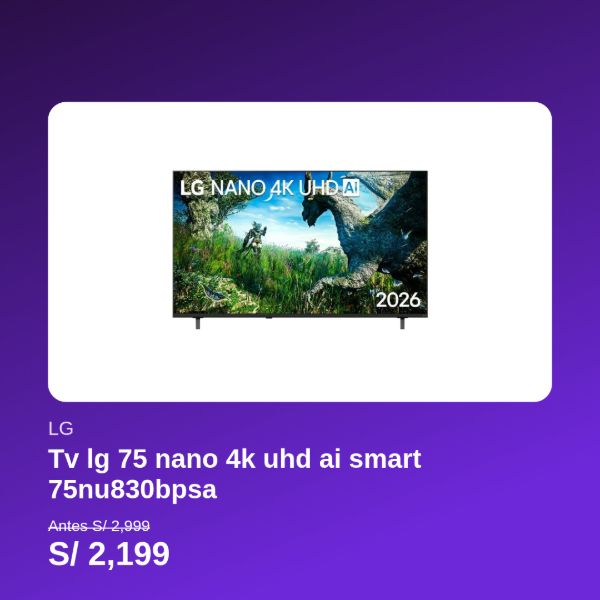 LG NANO 4K UHD AI
2026
LG
Tv lg 75 nano 4k uhd ai smart
75nu830bpsa
Antes S/ 2,999
S/ 2,199